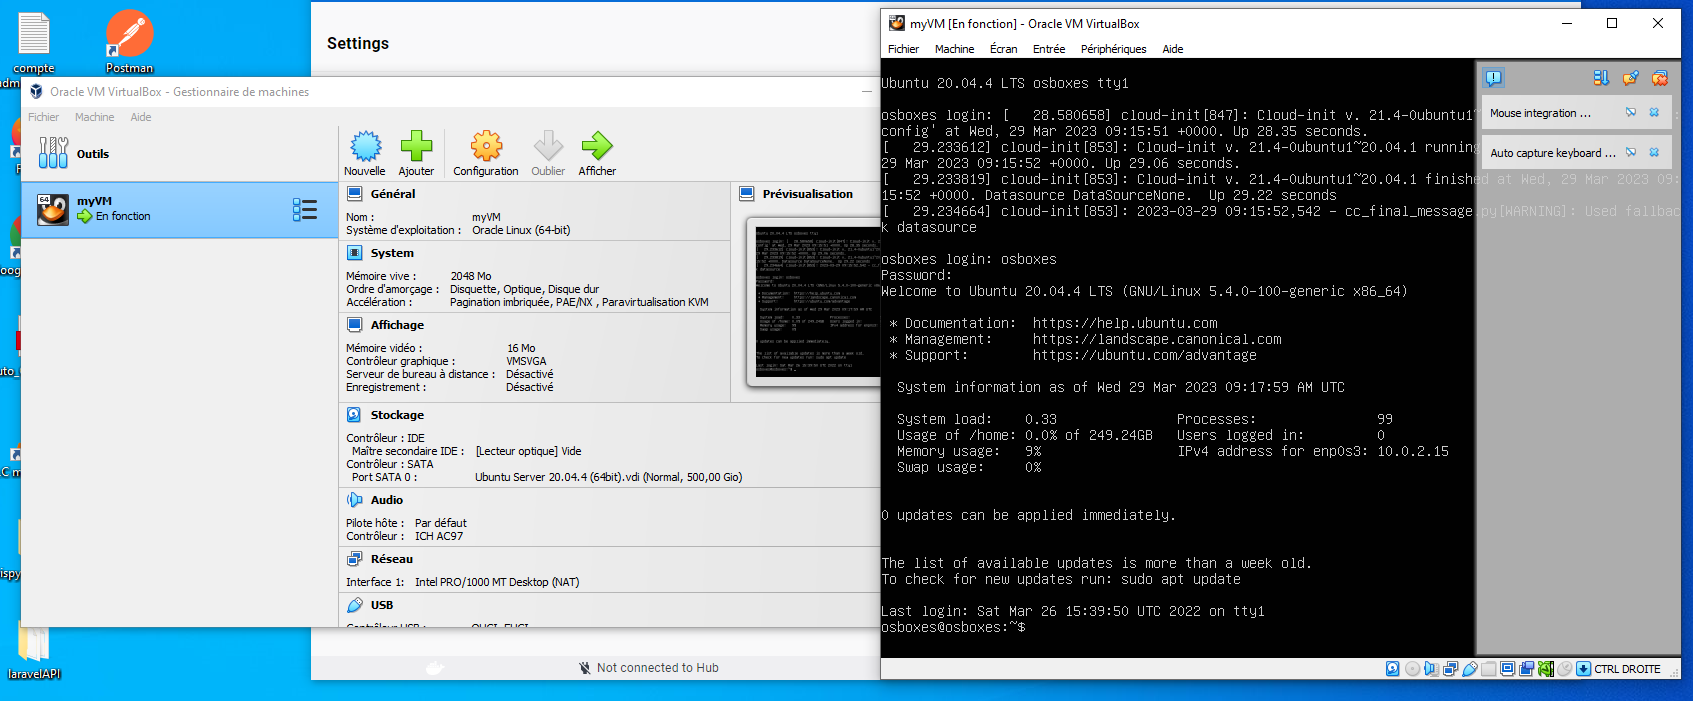 compte
Postman
Settings
Oracle VM VirtualBox - Gestionnaire de machines
Fichier Machine Aide
Outils
myVM
En fonction
Nouvelle Ajouter Configuration Oublier Afficher
Général
Nom : myVM
Système d'exploitation : Oracle Linux (64-bit)
System
Mémoire vive : 2048 Mo
Ordre d'amorçage : Disquette, Optique, Disque dur
Accélération : Pagination imbriquée, PAE/NX , Paravirtualisation KVM
Affichage
Mémoire vidéo : 16 Mo
Contrôleur graphique : VMSVGA
Serveur de bureau à distance : Désactivé
Enregistrement : Désactivé
Stockage
Contrôleur : IDE
Maître secondaire IDE : [Lecteur optique] Vide
Contrôleur : SATA
Port SATA 0 : Ubuntu Server 20.04.4 (64bit).vdi (Normal, 500,00 Gio)
Audio
Pilote hôte : Par défaut
Contrôleur : ICH AC97
Réseau
Interface 1: Intel PRO/1000 MT Desktop (NAT)
USB
Prévisualisation
laravelAPI
Not connected to Hub
myVM [En fonction] - Oracle VM VirtualBox
Fichier Machine Écran Entrée Périphériques Aide
Ubuntu 20.04.4 LTS osboxes tty1
osboxes login: [   28.580658] cloud-init[847]: Cloud-init v. 21.4-0ubuntu1~
config' at Wed, 29 Mar 2023 09:15:51 +0000. Up 28.35 seconds.
[   29.233612] cloud-init[853]: Cloud-init v. 21.4-0ubuntu1~20.04.1 running
29 Mar 2023 09:15:52 +0000. Up 29.06 seconds.
[   29.233819] cloud-init[853]: Cloud-init v. 21.4-0ubuntu1~20.04.1 finished at Wed, 29 Mar 2023 09:
15:52 +0000. Datasource DataSourceNone.  Up 29.22 seconds
[   29.234664] cloud-init[853]: 2023-03-29 09:15:52,542 - cc_final_message.py[WARNING]: Used fallbac
k datasource
osboxes login: osboxes
Password:
Welcome to Ubuntu 20.04.4 LTS (GNU/Linux 5.4.0-100-generic x86_64)
* Documentation:  https://help.ubuntu.com
* Management:     https://landscape.canonical.com
* Support:        https://ubuntu.com/advantage
System information as of Wed 29 Mar 2023 09:17:59 AM UTC
System load:    0.33               Processes:               99
Usage of /home: 0.0% of 249.24GB   Users logged in:         0
Memory usage:   9%                 IPv4 address for enp0s3: 10.0.2.15
Swap usage:     0%
0 updates can be applied immediately.
The list of available updates is more than a week old.
To check for new updates run: sudo apt update
Last login: Sat Mar 26 15:39:50 UTC 2022 on tty1
osboxes@osboxes:~$
Mouse integration ...
Auto capture keyboard ...
CTRL DROITE